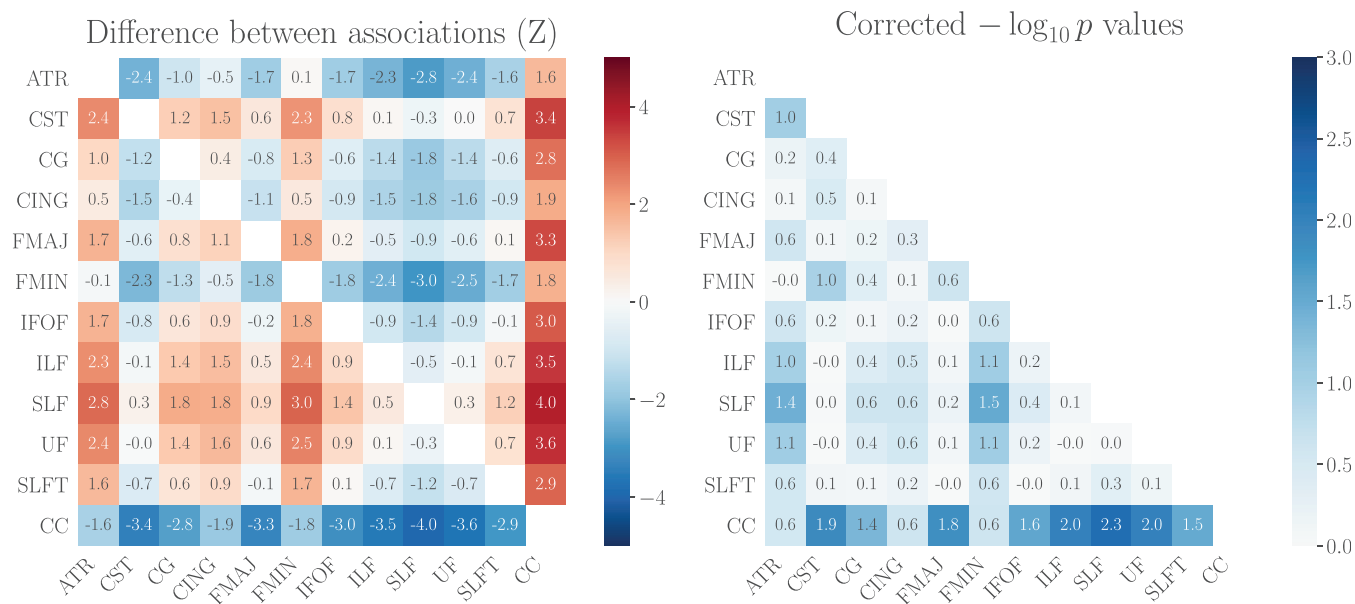 Difference between associations (Z)
ATR -2.4 -1.0 -0.5 -1.7 0.1 -1.7 -2.3 -2.8 -2.4 -1.6 1.6
CST 2.4 1.2 1.5 0.6 2.3 0.8 0.1 -0.3 0.0 0.7 3.4
CG 1.0 -1.2 0.4 -0.8 1.3 -0.6 -1.4 -1.8 -1.4 -0.6 2.8
CING 0.5 -1.5 -0.4 -1.1 0.5 -0.9 -1.5 -1.8 -1.6 -0.9 1.9
FMAJ 1.7 -0.6 0.8 1.1 1.8 0.2 -0.5 -0.9 -0.6 0.1 3.3
FMIN -0.1 -2.3 -1.3 -0.5 -1.8 -1.8 -2.4 -3.0 -2.5 -1.7 1.8
IFOF 1.7 -0.8 0.6 0.9 -0.2 1.8 -0.9 -1.4 -0.9 -0.1 3.0
ILF 2.3 -0.1 1.4 1.5 0.5 2.4 0.9 -0.5 -0.1 0.7 3.5
SLF 2.8 0.3 1.8 1.8 0.9 3.0 1.4 0.5 0.3 1.2 4.0
UF 2.4 -0.0 1.4 1.6 0.6 2.5 0.9 0.1 -0.3 0.7 3.6
SLFT 1.6 -0.7 0.6 0.9 -0.1 1.7 0.1 -0.7 -1.2 -0.7 2.9
CC -1.6 -3.4 -2.8 -1.9 -3.3 -1.8 -3.0 -3.5 -4.0 -3.6 -2.9
ATR CST CG CING FMAJ FMIN IFOF ILF SLF UF SLFT CC
4
2
0
−2
−4
Corrected − log₁₀ p values
ATR
CST 1.0
CG 0.2 0.4
CING 0.1 0.5 0.1
FMAJ 0.6 0.1 0.2 0.3
FMIN -0.0 1.0 0.4 0.1 0.6
IFOF 0.6 0.2 0.1 0.2 0.0 0.6
ILF 1.0 -0.0 0.4 0.5 0.1 1.1 0.2
SLF 1.4 0.0 0.6 0.6 0.2 1.5 0.4 0.1
UF 1.1 -0.0 0.4 0.6 0.1 1.1 0.2 -0.0 0.0
SLFT 0.6 0.1 0.1 0.2 -0.0 0.6 -0.0 0.1 0.3 0.1
CC 0.6 1.9 1.4 0.6 1.8 0.6 1.6 2.0 2.3 2.0 1.5
ATR CST CG CING FMAJ FMIN IFOF ILF SLF UF SLFT CC
3.0
2.5
2.0
1.5
1.0
0.5
0.0